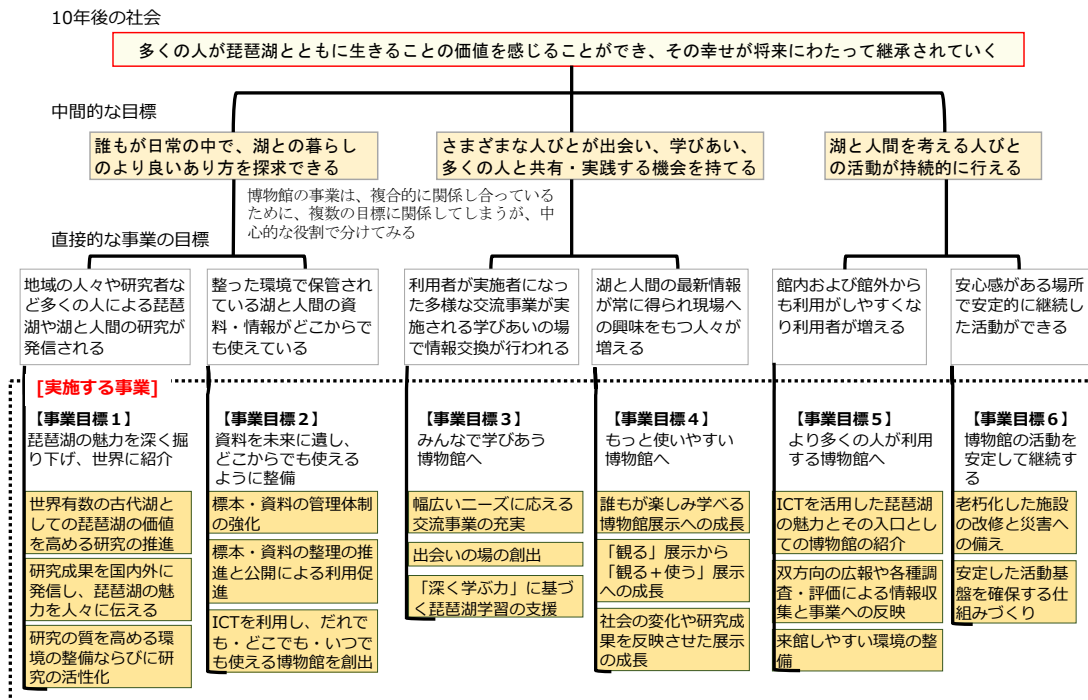 10年後の社会
多くの人が琵琶湖とともに生きることの価値を感じることができ、その幸せが将来にわたって継承されていく
中間的な目標
誰もが日常の中で、湖との暮らし
のより良いあり方を探求できる
さまざまな人びとが出会い、学びあい、
多くの人と共有・実践する機会を持てる
湖と人間を考える人びと
の活動が持続的に行える
博物館の事業は、複合的に関係し合っている
ために、複数の目標に関係してしまうが、中
心的な役割で分けてみる
直接的な事業の目標
地域の人々や研究者な
ど多くの人による琵琶
湖や湖と人間の研究が
発信される
整った環境で保管され
ている湖と人間の資
料・情報がどこからで
も使えている
利用者が実施者になっ
た多様な交流事業が実
施される学びあいの場
で情報交換が行われる
湖と人間の最新情報
が常に得られ現場へ
の興味をもつ人々が
増える
館内および館外から
も利用がしやすくな
り利用者が増える
安心感がある場所
で安定的に継続し
た活動ができる
[実施する事業]
【事業目標1】
琵琶湖の魅力を深く掘
り下げ、世界に紹介
世界有数の古代湖と
しての琵琶湖の価値
を高める研究の推進
研究成果を国内外に
発信し、琵琶湖の魅
力を人々に伝える
研究の質を高める環
境の整備ならびに研
究の活性化
【事業目標2】
資料を未来に遺し、
どこからでも使える
ように整備
標本・資料の管理体制
の強化
標本・資料の整理の推
進と公開による利用促
進
ICTを利用し、だれで
も・どこでも・いつで
も使える博物館を創出
【事業目標3】
みんなで学びあう
博物館へ
幅広いニーズに応える
交流事業の充実
出会いの場の創出
「深く学ぶ力」に基づ
く琵琶湖学習の支援
【事業目標4】
もっと使いやすい
博物館へ
誰もが楽しみ学べる
博物館展示への成長
「観る」展示から
「観る＋使う」展示
への成長
社会の変化や研究成
果を反映させた展示
の成長
【事業目標5】
より多くの人が利用
する博物館へ
ICTを活用した琵琶湖
の魅力とその入口とし
ての博物館の紹介
双方向の広報や各種調
査・評価による情報収
集と事業への反映
来館しやすい環境の整
備
【事業目標6】
博物館の活動を
安定して継続す
る
老朽化した施設
の改修と災害へ
の備え
安定した活動基
盤を確保する仕
組みづくり